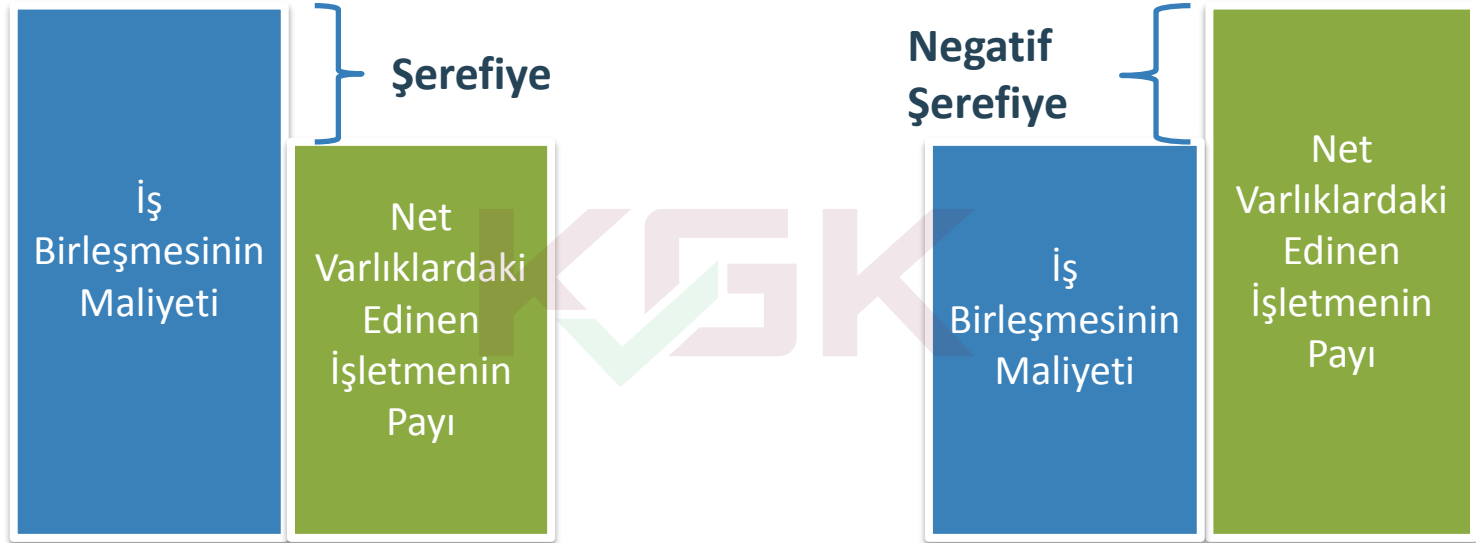 Şerefiye
İş
Birleşmesinin
Maliyeti
Net
Varlıklardaki
Edinen
İşletmenin
Payı
Negatif
Şerefiye
İş
Birleşmesinin
Maliyeti
Net
Varlıklardaki
Edinen
İşletmenin
Payı
KGK